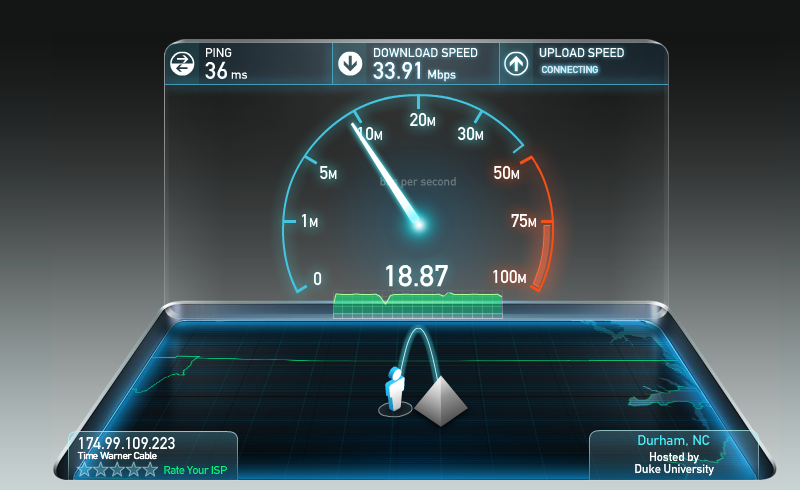 PING
36 ms
DOWNLOAD SPEED
33.91 Mbps
UPLOAD SPEED
CONNECTING
20M
10M
30M
5M
50M
per second
1M
75M
0
18.87
100M
174.99.109.223
Time Warner Cable
Rate Your ISP
Durham, NC
Hosted by
Duke University